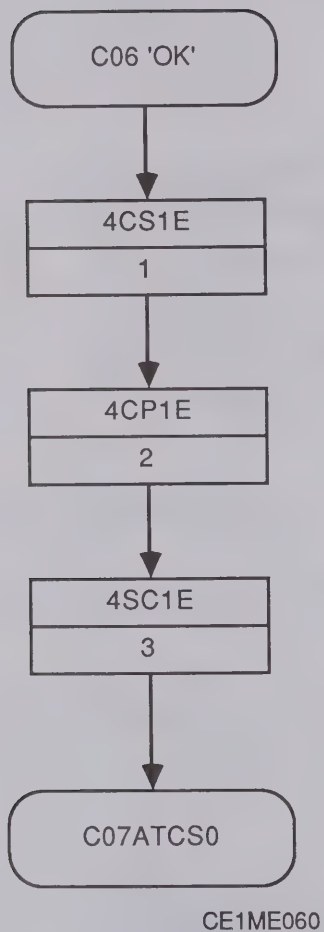 C06 'OK'
4CS1E
1
4CP1E
2
4SC1E
3
C07ATCS0
CE1ME060